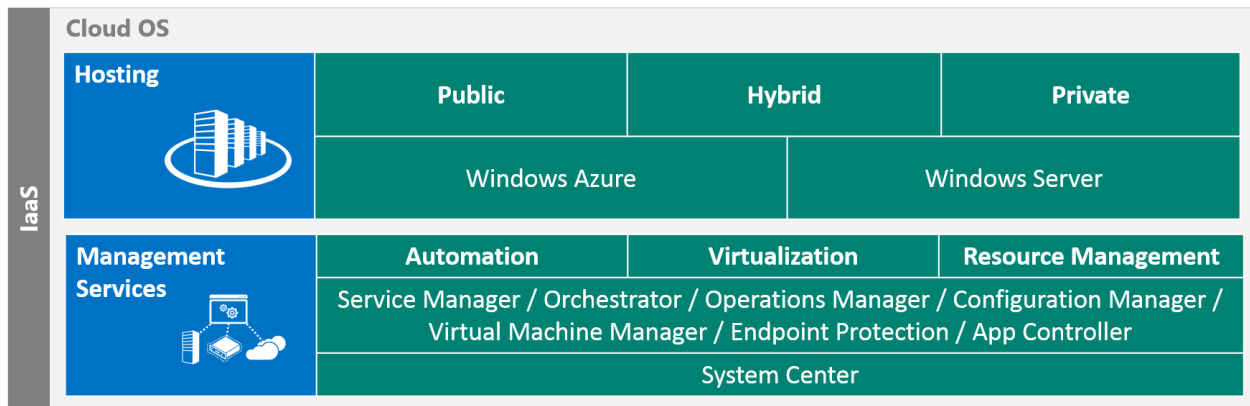 Cloud OS
IaaS
Hosting
Public
Hybrid
Private
Windows Azure
Windows Server
Management
Services
Automation
Virtualization
Resource Management
Service Manager / Orchestrator / Operations Manager / Configuration Manager /
Virtual Machine Manager / Endpoint Protection / App Controller
System Center